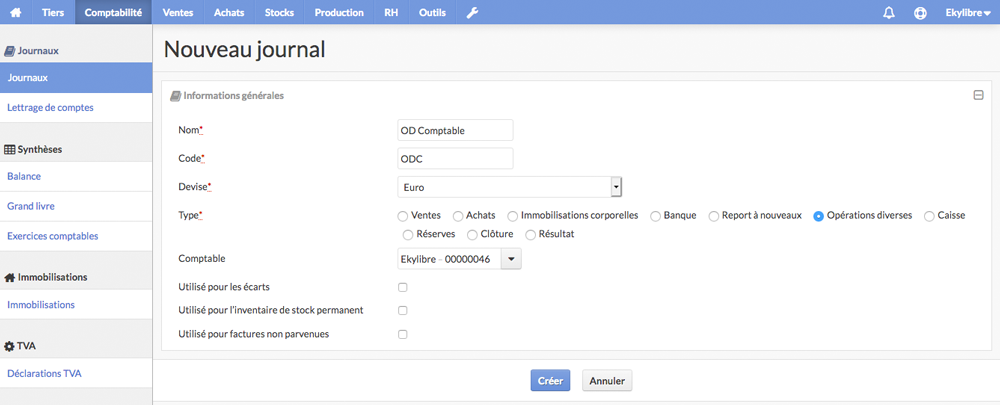 Tiers Comptabilité Ventes Achats Stocks Production RH Outils Ekylibre
Journaux
Journaux
Lettrage de comptes
Synthèses
Balance
Grand livre
Exercices comptables
Immobilisations
Immobilisations
TVA
Déclarations TVA
Nouveau journal
Informations générales
Nom* OD Comptable
Code* ODC
Devise* Euro
Type* Ventes Achats Immobilisations corporelles Banque Report à nouveaux Opérations diverses Caisse
Réserves Clôture Résultat
Comptable Ekylibre - 00000046
Utilisé pour les écarts
Utilisé pour l'inventaire de stock permanent
Utilisé pour factures non parvenues
Créer Annuler